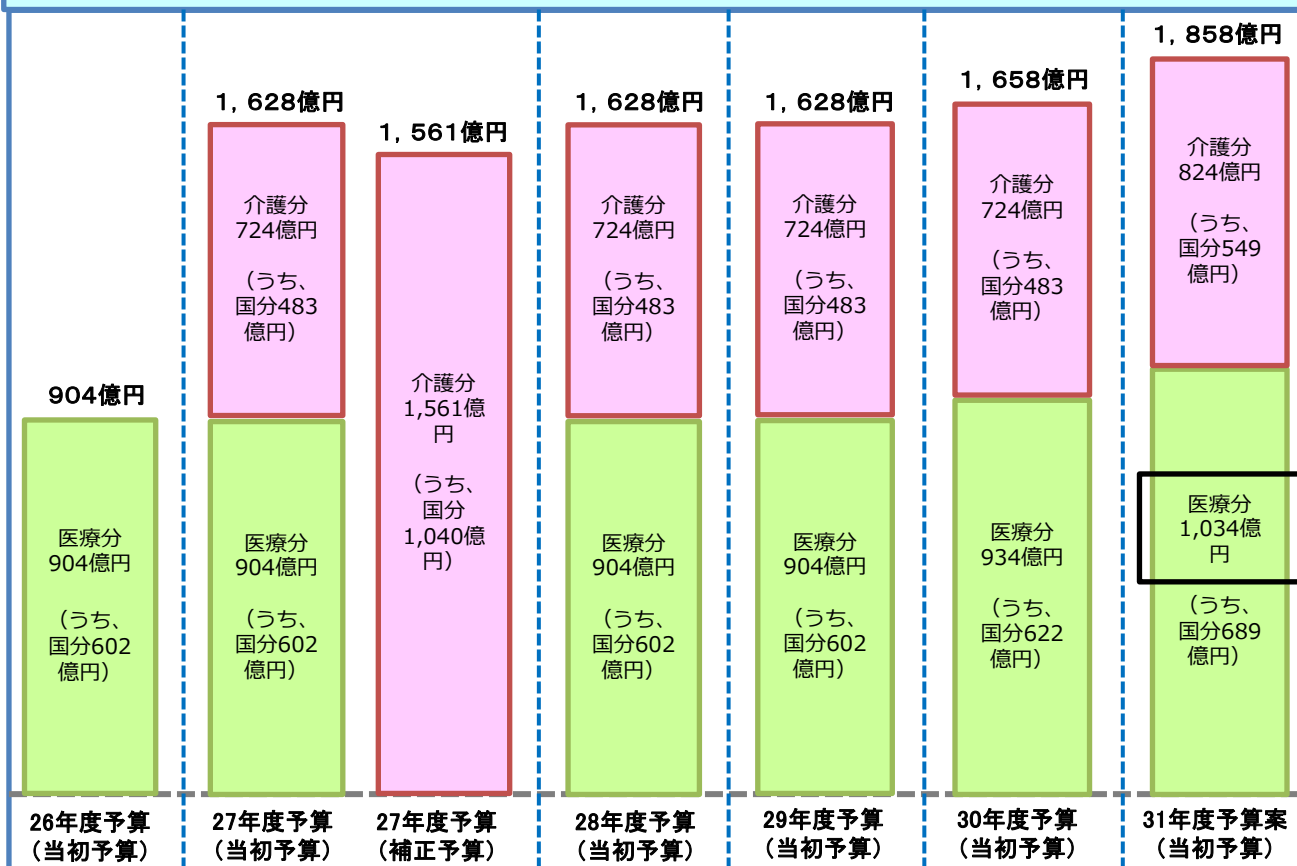 904億円
医療分
904億円
（うち、
国分602
億円）
26年度予算
（当初予算）
1，628億円
介護分
724億円
（うち、
国分483
億円）
医療分
904億円
（うち、
国分602
億円）
27年度予算
（当初予算）
1，561億円
介護分
1,561億
円
（うち、
国分
1,040億
円）
27年度予算
（補正予算）
1，628億円
介護分
724億円
（うち、
国分483
億円）
医療分
904億円
（うち、
国分602
億円）
28年度予算
（当初予算）
1，628億円
介護分
724億円
（うち、
国分483
億円）
医療分
904億円
（うち、
国分602
億円）
29年度予算
（当初予算）
1，658億円
介護分
724億円
（うち、
国分483
億円）
医療分
934億円
（うち、
国分622
億円）
30年度予算
（当初予算）
1，858億円
介護分
824億円
（うち、
国分549
億円）
医療分
1,034億
円
（うち、
国分689
億円）
31年度予算案
（当初予算）